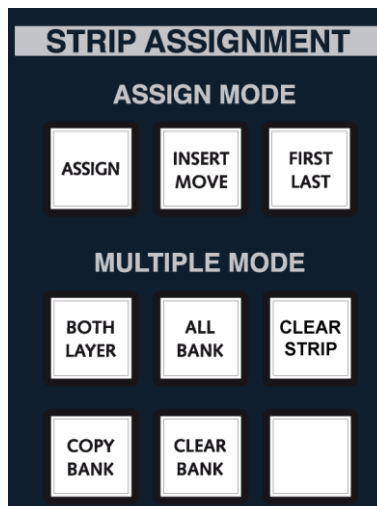 STRIP ASSIGNMENT
ASSIGN MODE
ASSIGN
INSERT
MOVE
FIRST
LAST
MULTIPLE MODE
BOTH
LAYER
ALL
BANK
CLEAR
STRIP
COPY
BANK
CLEAR
BANK